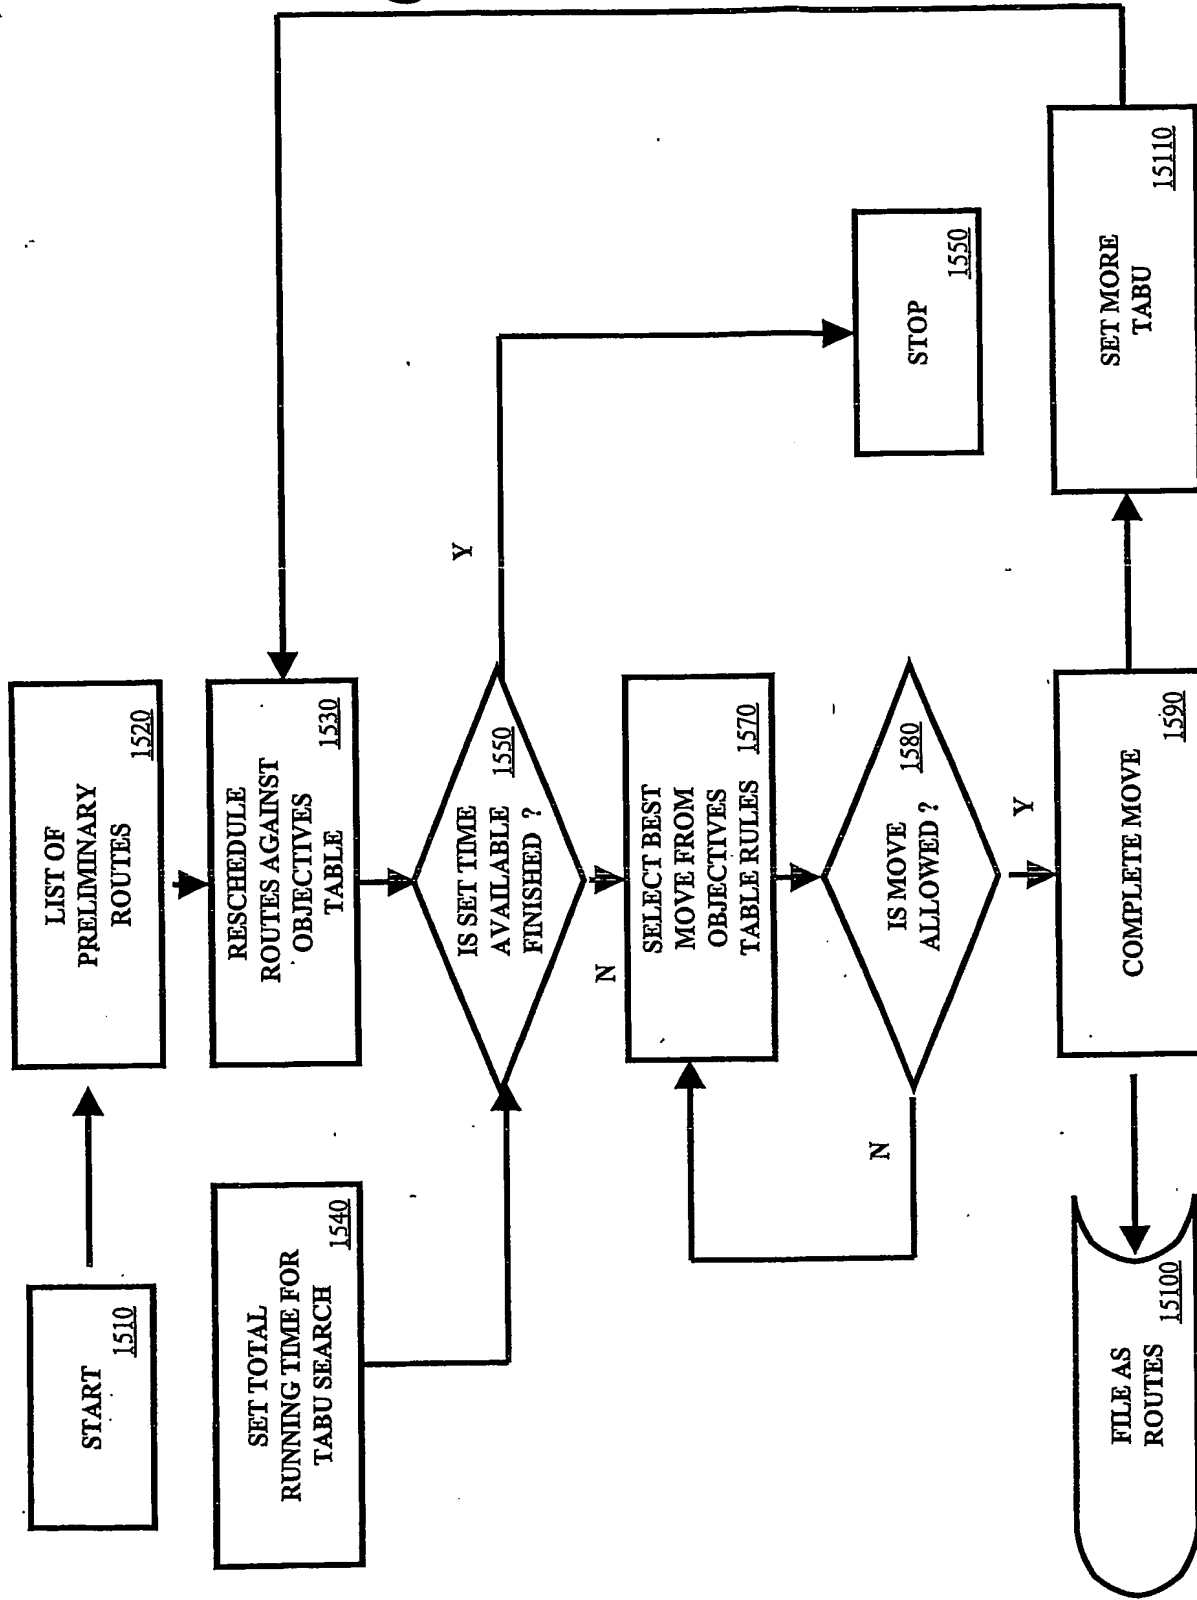 START
1510
LIST OF
PRELIMINARY
ROUTES
1520
SET TOTAL
RUNNING TIME FOR
TABU SEARCH
1540
RESCHEDULE
ROUTES AGAINST
OBJECTIVES
TABLE
1530
IS SET TIME
AVAILABLE
FINISHED ?
1550
Y
N
STOP
1550
SELECT BEST
MOVE FROM
OBJECTIVES
TABLE RULES
1570
IS MOVE
ALLOWED ?
1580
N
Y
FILE AS
ROUTES
15100
COMPLETE MOVE
1590
SET MORE
TABU
15110